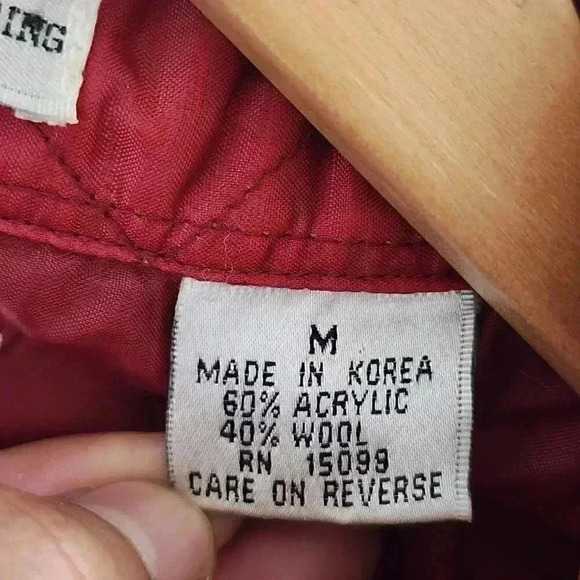 ING
M
MADE IN KOREA
60% ACRYLIC
40% WOOL
RN 15099
CARE ON REVERSE